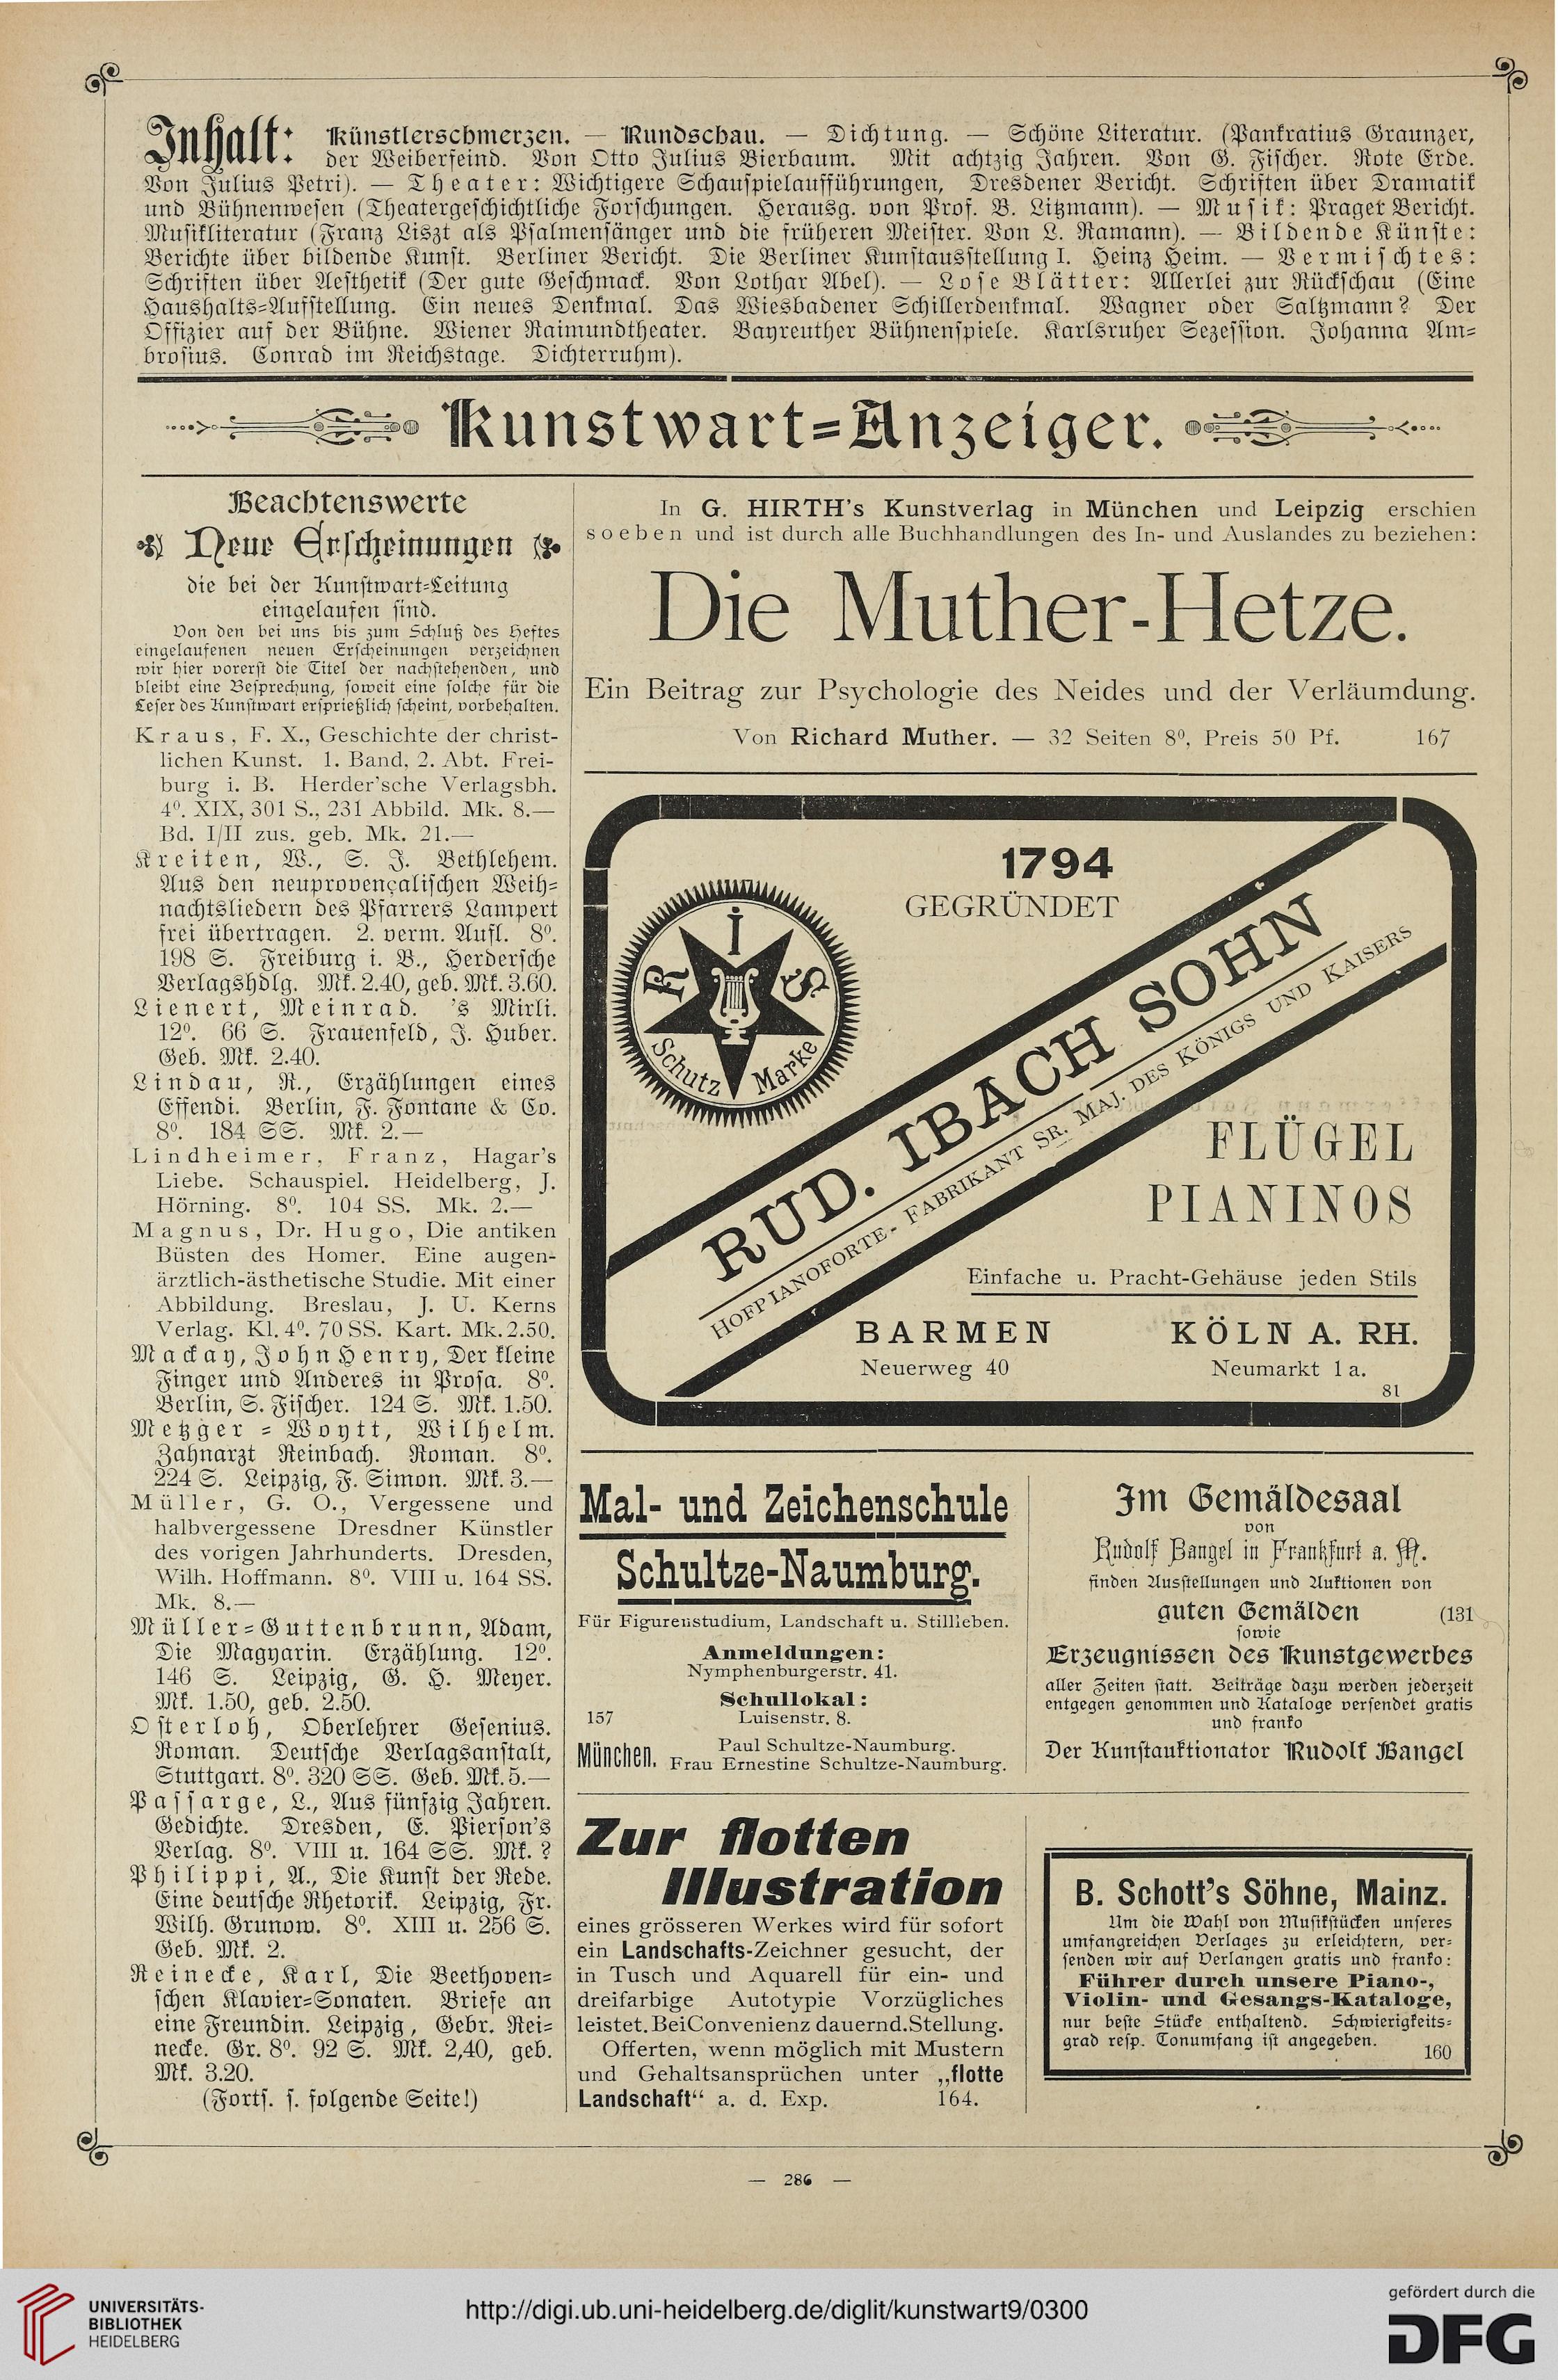 Inhalt: Künstlerschmerzen. — Rundschau. — Dichtung. — Schöne Literatur. (Pankratius Graunzer,
der Weiberfeind. Von Otto Julius Bierbaum. Mit achtzig Jahren. Von G. Fischer. Rote Erde.
Von Julius Petri). — Theater: Wichtigere Schauspielaufführungen, Dresdener Bericht. Schriften über Dramatik
und Bühnenwesen (Theatergeschichtliche Forschungen. Herausg. von Prof. B. Litzmann). — Musik: Prager Bericht.
Musikliteratur (Franz Liszt als Psalmensänger und die früheren Meister. Von L. Ramann). — Bildende Künste:
Berichte über bildende Kunst. Berliner Bericht. Die Berliner Kunstausstellung I. Heinz Heim. — Vermischtes:
Schriften über Aesthetik (Der gute Geschmack. Von Lothar Abel). — Lose Blätter: Allerlei zur Rückschau (Eine
Haushalts-Aufstellung. Ein neues Denkmal. Das Wiesbadener Schillerdenkmal. Wagner oder Saltzmann? Der
Offizier auf der Bühne. Wiener Raimundtheater. Bayreuther Bühnenspiele. Karlsruher Sezession. Johanna Am-
brosius. Conrad im Reichstage. Dichterruhm).
Kunstwart-Anzeiger.
Beachtenswerte
Neue Erscheinungen
die bei der Kunstwart-Leitung
eingelaufen sind.
Von den bei uns bis zum Schluß des Heftes
eingelaufenen neuen Erscheinungen verzeichnen
wir hier vorerst die Titel der nachstehenden, und
bleibt eine Besprechung, soweit eine solche für die
Leser des Kunstwart ersprießlich scheint, vorbehalten.
Kraus, F. X., Geschichte der christ-
lichen Kunst. 1. Band, 2. Abt. Frei-
burg i. B. Herder'sche Verlagsbh.
4°. XIX, 301 S., 231 Abbild. Mk. 8.—
Bd. I/II zus. geb. Mk. 21.—
Kreiten, W., S. J. Bethlehem.
Aus den neuprovençalischen Weih-
nachtsliedern des Pfarrers Lampert
frei übertragen. 2. verm. Aufl. 8°.
198 S. Freiburg i. B., Herdersche
Verlagshdlg. Mk. 2.40, geb. Mk. 3.60.
Lienert, Meinrad. 's Mirli.
12°. 66 S. Frauenfeld, J. Huber.
Geb. Mk. 2.40.
Lindau, R., Erzählungen eines
Effendi. Berlin, F. Fontane & Co.
8°. 184 SS. Mk. 2.—
Lindheimer, Franz, Hagar's
Liebe. Schauspiel. Heidelberg, J.
Hörning. 8°. 104 SS. Mk. 2.—
Magnus, Dr. Hugo, Die antiken
Büsten des Homer. Eine augen-
ärztlich-ästhetische Studie. Mit einer
Abbildung. Breslau, J. U. Kerns
Verlag. Kl. 4°. 70 SS. Kart. Mk. 2.50.
Mackay, John Henry, Der kleine
Finger und Anderes in Prosa. 8°.
Berlin, S. Fischer. 124 S. Mk. 1.50.
Metzger-Woytt, Wilhelm.
Zahnarzt Reinbach. Roman. 8°.
224 S. Leipzig, F. Simon. Mk. 3.—
Müller, G. O., Vergessene und
halbvergessene Dresdner Künstler
des vorigen Jahrhunderts. Dresden,
Wilh. Hoffmann. 8°. VIII u. 164 SS.
Mk. 8.—
Müller-Guttenbrunn, Adam,
Die Magyarin. Erzählung. 12°.
146 S. Leipzig, G. H. Meyer.
Mk. 1.50, geb. 2.50.
Osterloh, Oberlehrer Gesenius.
Roman. Deutsche Verlagsanstalt,
Stuttgart. 8°. 320 SS. Geb. Mk. 5.—
Passarge, L., Aus fünfzig Jahren.
Gedichte. Dresden, E. Pierson's
Verlag. 8°. VIII u. 164 SS. Mk. ?
Philippi, A., Die Kunst der Rede.
Eine deutsche Rhetorik. Leipzig, Fr.
Wilh. Grunow. 8°. XIII u. 256 S.
Geb. Mk. 2.
Reinecke, Karl, Die Beethoven-
schen Klavier-Sonaten. Briefe an
eine Freundin. Leipzig, Gebr. Rei-
necke. Gr. 8°. 92 S. Mk. 2,40, geb.
Mk. 3.20.
(Forts. s. folgende Seite!)
In G. HIRTH's Kunstverlag in München und Leipzig erschien
soeben und ist durch alle Buchhandlungen des In- und Auslandes zu beziehen:
Die Muther-Hetze.
Ein Beitrag zur Psychologie des Neides und der Verläumdung.
Von Richard Muther. — 32 Seiten 8°, Preis 50 Pf. 167
1794
GEGRÜNDET
IRIS
Schutz Marke
RUD. IBACH SOHN
HOFPIANOFORTE-FABRIKANT SR. MAJ. DES KÖNIGS UND KAISERS
FLÜGEL
PIANINOS
Einfache u. Pracht-Gehäuse jeden Stils
BARMEN KÖLN A. RH.
Neuerweg 40 Neumarkt 1a.
81
Mal- und Zeichenschule
Schultze-Naumburg.
Für Figurenstudium, Landschaft u. Stillleben.
Anmeldungen:
Nymphenburgerstr. 41.
Schullokal:
157 Luisenstr. 8.
München. Paul Schultze-Naumburg.
Frau Ernestine Schultze-Naumburg.
Im Gemäldesaal
von
Rudolf Bangel in Frankfurt a. M.
finden Ausstellungen und Auktionen von
guten Gemälden (131
sowie
Erzeugnissen des Kunstgewerbes
aller Zeiten statt. Beiträge dazu werden jederzeit
entgegen genommen und Kataloge versendet gratis
und franko
Der Kunstauktionator Rudolf Bangel
Zur flotten
Illustration
eines grösseren Werkes wird für sofort
ein Landschafts-Zeichner gesucht, der
in Tusch und Aquarell für ein- und
dreifarbige Autotypie Vorzügliches
leistet. Bei Convenienz dauernd. Stellung.
Offerten, wenn möglich mit Mustern
und Gehaltsansprüchen unter „flotte
Landschaft“ a. d. Exp. 164.
B. Schott's Söhne, Mainz.
Um die Wahl von Musikstücken unseres
umfangreichen Verlages zu erleichtern, ver-
senden wir auf Verlangen gratis und franko:
Führer durch unsere Piano-,
Violin- und Gesangs-Kataloge,
nur beste Stücke enthaltend. Schwierigkeits-
grad resp. Tonumfang ist angegeben.
160
— 286 —
UNIVERSITÄTS-
BIBLIOTHEK
HEIDELBERG
http://digi.ub.uni-heidelberg.de/diglit/kunstwart9/0300
gefördert durch die
DFG